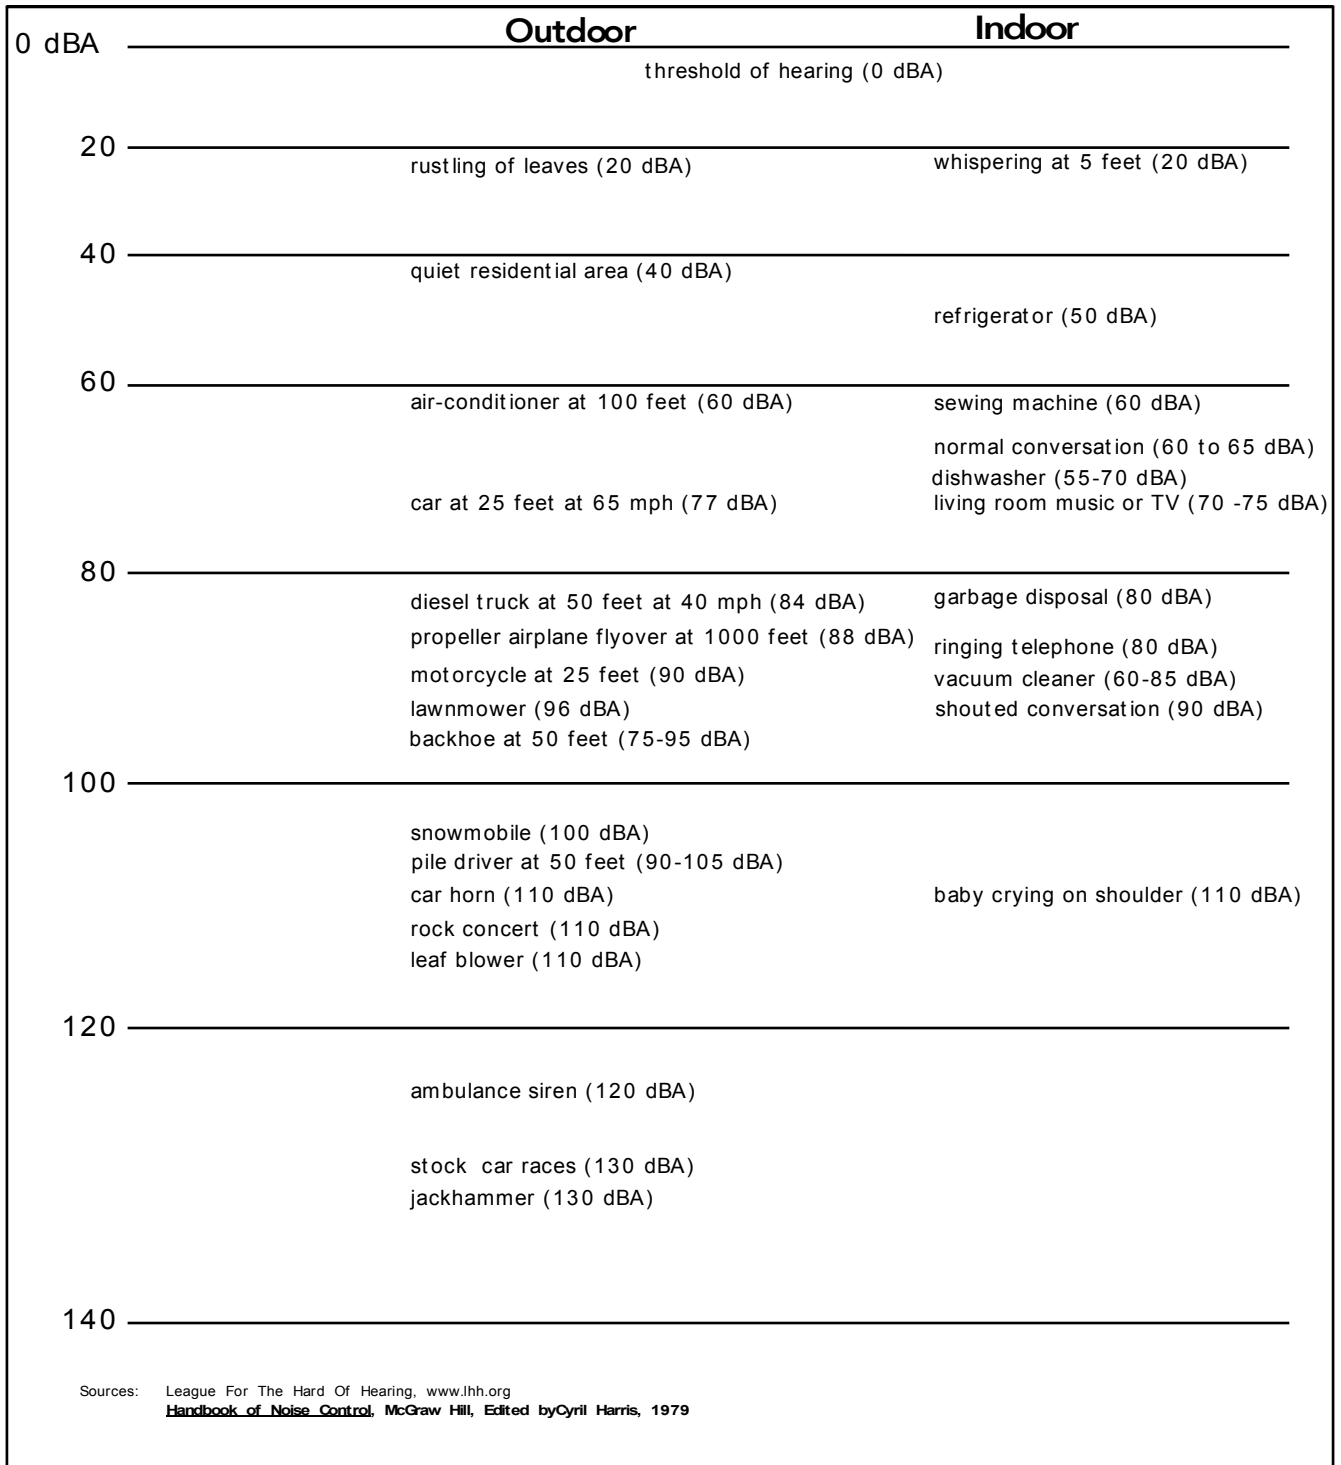 Outdoor Indoor
0 dBA
threshold of hearing (0 dBA)
20
rustling of leaves (20 dBA) whispering at 5 feet (20 dBA)
40
quiet residential area (40 dBA)
refrigerator (50 dBA)
60
air-conditioner at 100 feet (60 dBA) sewing machine (60 dBA)
normal conversation (60 to 65 dBA)
dishwasher (55-70 dBA)
car at 25 feet at 65 mph (77 dBA) living room music or TV (70 -75 dBA)
80
diesel truck at 50 feet at 40 mph (84 dBA) garbage disposal (80 dBA)
propeller airplane flyover at 1000 feet (88 dBA) ringing telephone (80 dBA)
motorcycle at 25 feet (90 dBA) vacuum cleaner (60-85 dBA)
lawnmower (96 dBA) shouted conversation (90 dBA)
backhoe at 50 feet (75-95 dBA)
100
snowmobile (100 dBA)
pile driver at 50 feet (90-105 dBA)
car horn (110 dBA) baby crying on shoulder (110 dBA)
rock concert (110 dBA)
leaf blower (110 dBA)
120
ambulance siren (120 dBA)
stock car races (130 dBA)
jackhammer (130 dBA)
140
Sources: League For The Hard Of Hearing, www.lhh.org
Handbook of Noise Control, McGraw Hill, Edited byCyril Harris, 1979